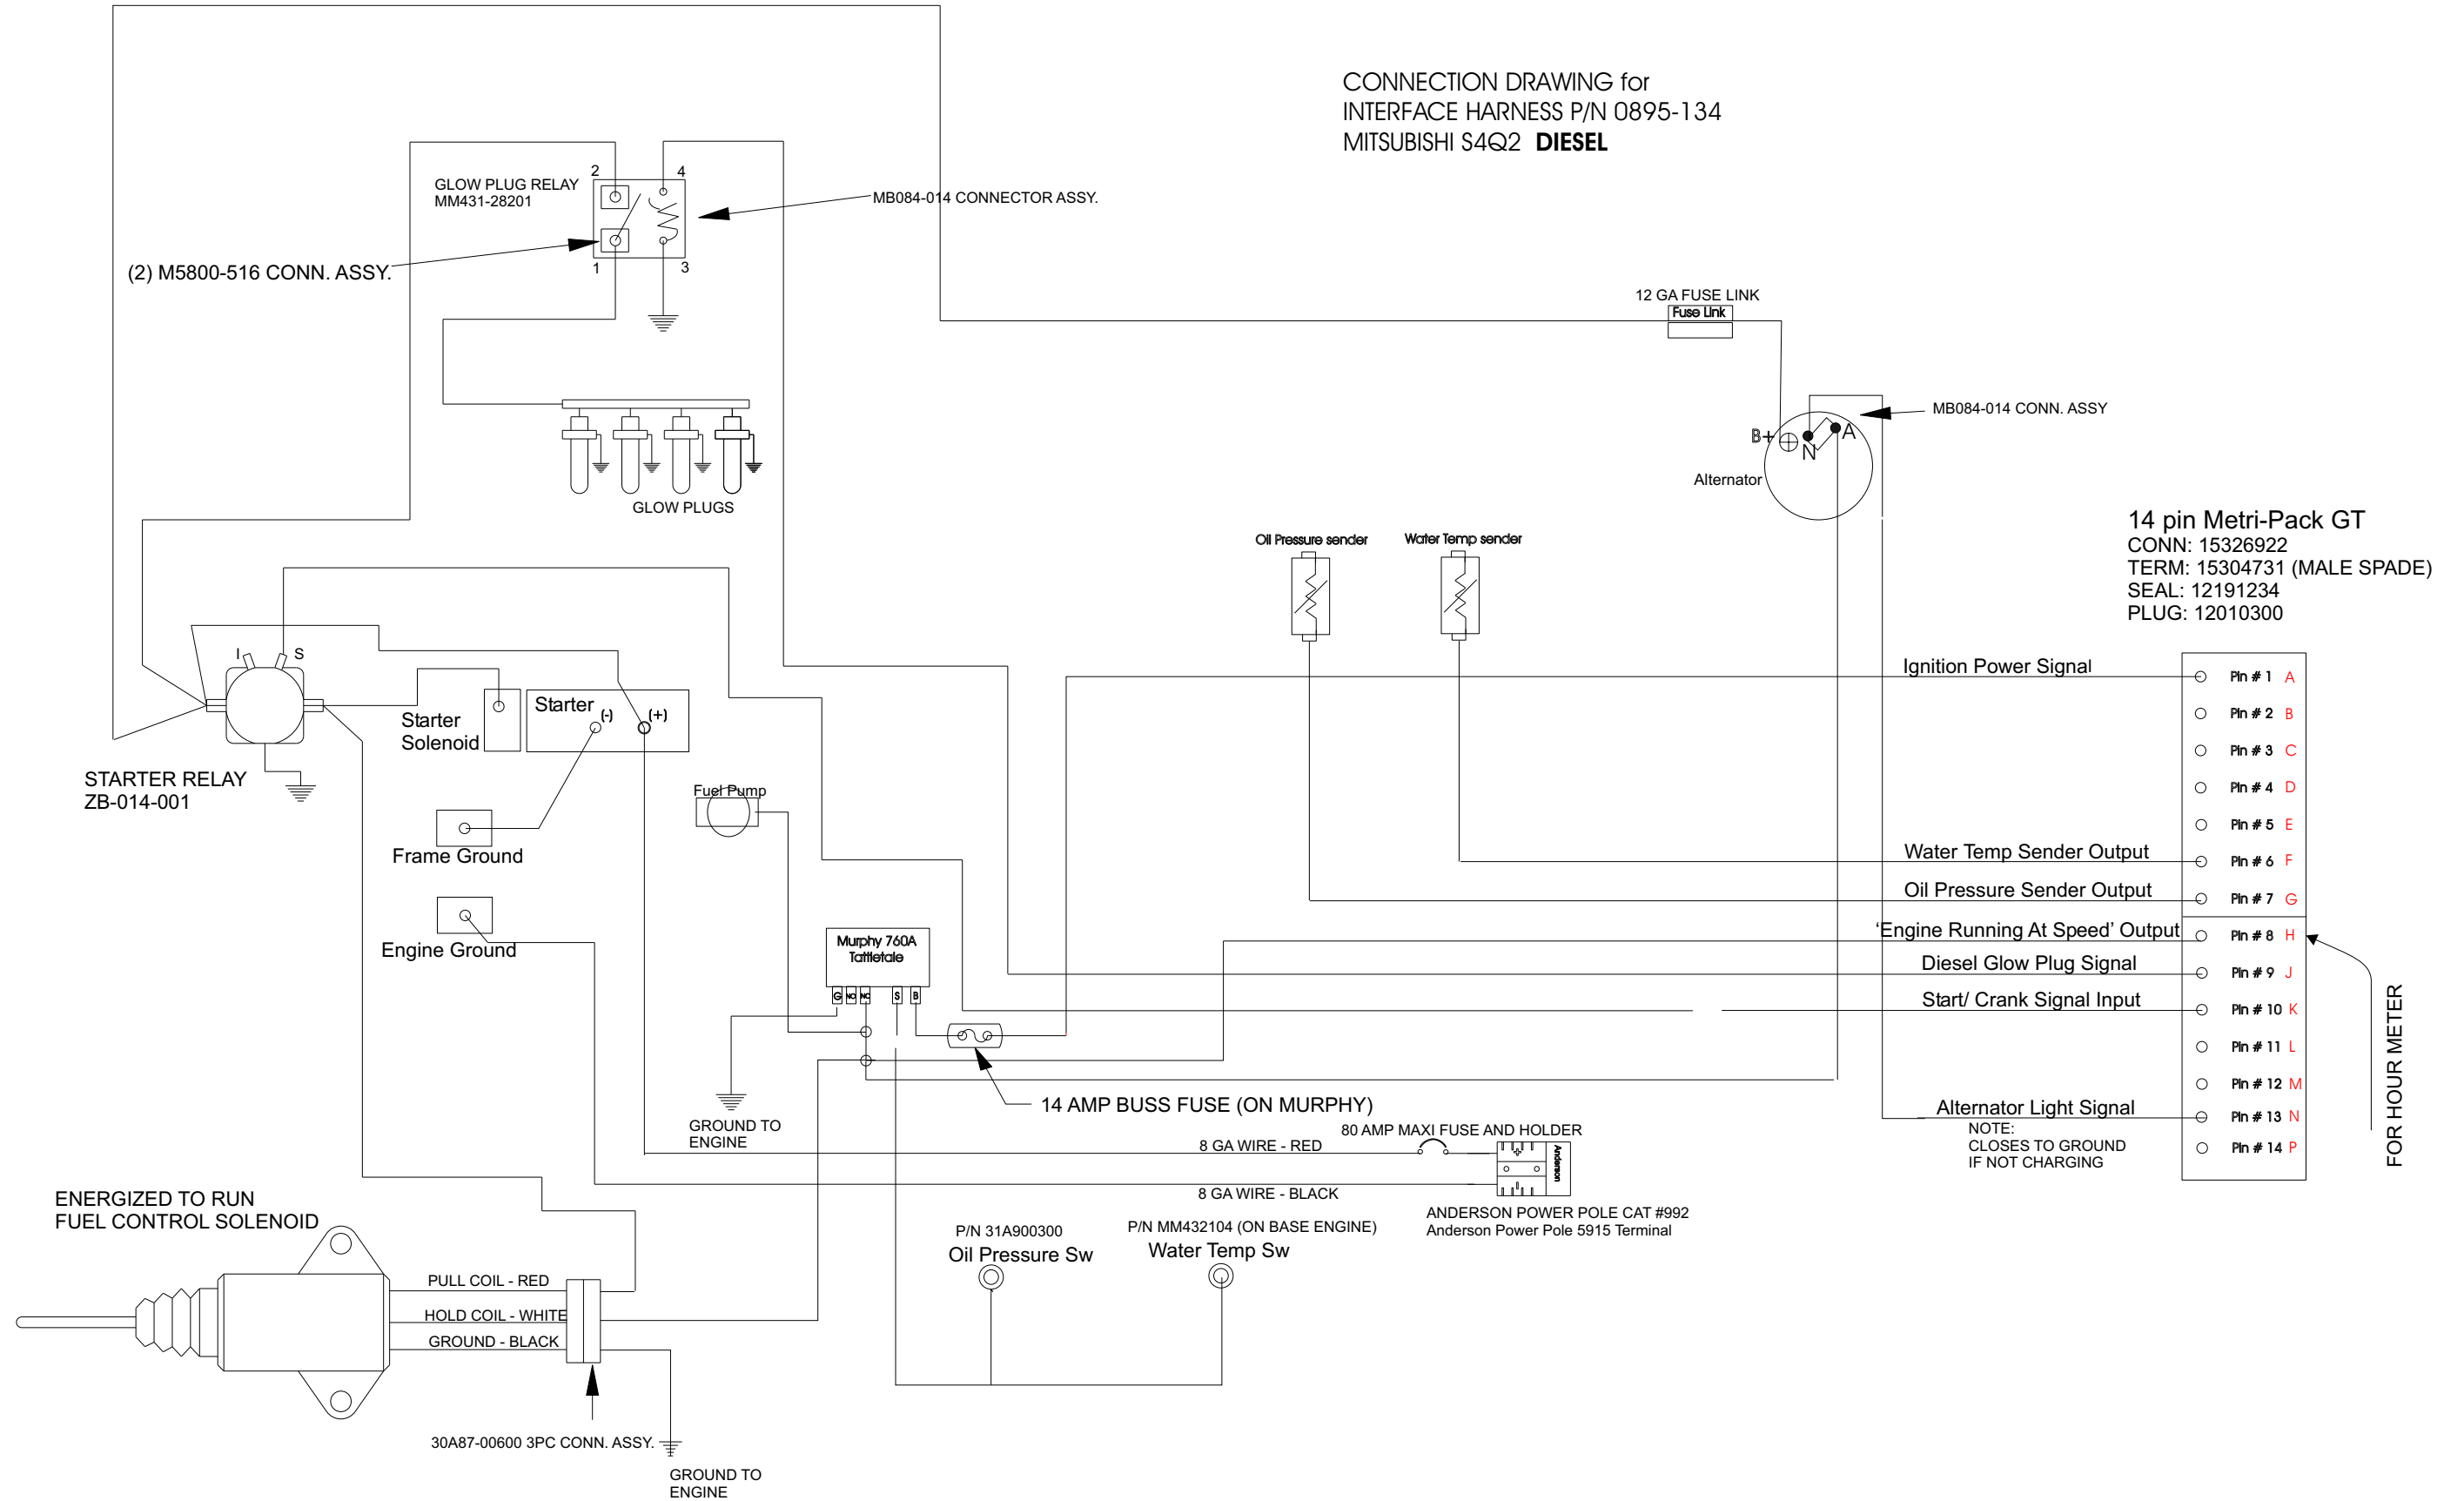 CONNECTION DRAWING for
INTERFACE HARNESS P/N 0895-134
MITSUBISHI S4Q2 DIESEL
2
4
GLOW PLUG RELAY
MM431-28201
MB084-014 CONNECTOR ASSY.
(2) M5800-516 CONN. ASSY.
1
3
12 GA FUSE LINK
Fuse Link
MB084-014 CONN. ASSY
B+
N
A
Alternator
GLOW PLUGS
Oil Pressure sender
Water Temp sender
14 pin Metri-Pack GT
CONN: 15326922
TERM: 15304731 (MALE SPADE)
SEAL: 12191234
PLUG: 12010300
I
S
Starter
Solenoid
Starter
(-)
(+)
STARTER RELAY
ZB-014-001
Fuel Pump
Frame Ground
Engine Ground
Murphy 760A
Tattletale
G
NO
NC
S
B
Ignition Power Signal
Water Temp Sender Output
Oil Pressure Sender Output
‘Engine Running At Speed’ Output
Diesel Glow Plug Signal
Start/ Crank Signal Input
Alternator Light Signal
NOTE:
CLOSES TO GROUND
IF NOT CHARGING
Pin # 1 A
Pin # 2 B
Pin # 3 C
Pin # 4 D
Pin # 5 E
Pin # 6 F
Pin # 7 G
Pin # 8 H
Pin # 9 J
Pin # 10 K
Pin # 11 L
Pin # 12 M
Pin # 13 N
Pin # 14 P
FOR HOUR METER
14 AMP BUSS FUSE (ON MURPHY)
GROUND TO
ENGINE
80 AMP MAXI FUSE AND HOLDER
8 GA WIRE - RED
8 GA WIRE - BLACK
+
-
Anderson
ANDERSON POWER POLE CAT #992
Anderson Power Pole 5915 Terminal
P/N 31A900300
Oil Pressure Sw
P/N MM432104 (ON BASE ENGINE)
Water Temp Sw
ENERGIZED TO RUN
FUEL CONTROL SOLENOID
PULL COIL - RED
HOLD COIL - WHITE
GROUND - BLACK
30A87-00600 3PC CONN. ASSY.
GROUND TO
ENGINE